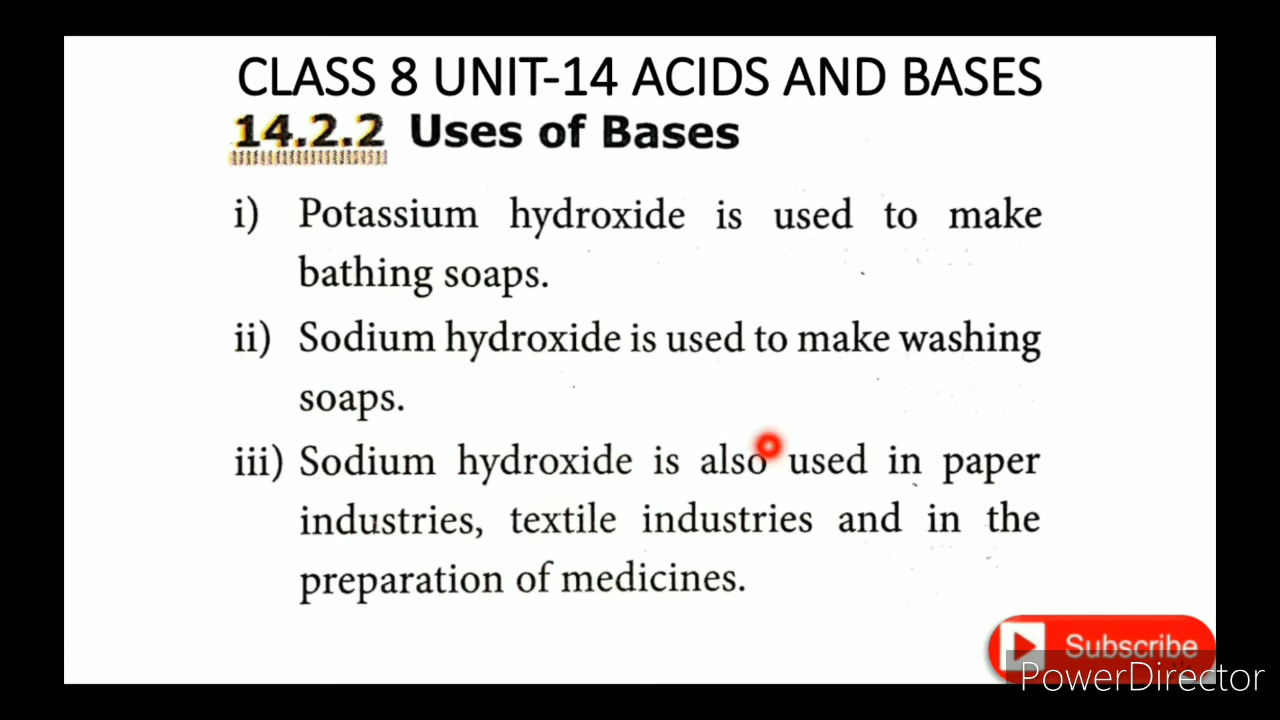 CLASS 8 UNIT-14 ACIDS AND BASES
14.2.2 Uses of Bases
i) Potassium hydroxide is used to make
bathing soaps.
ii) Sodium hydroxide is used to make washing
soaps.
iii) Sodium hydroxide is also used in paper
industries, textile industries and in the
preparation of medicines.
Subscribe
PowerDirector